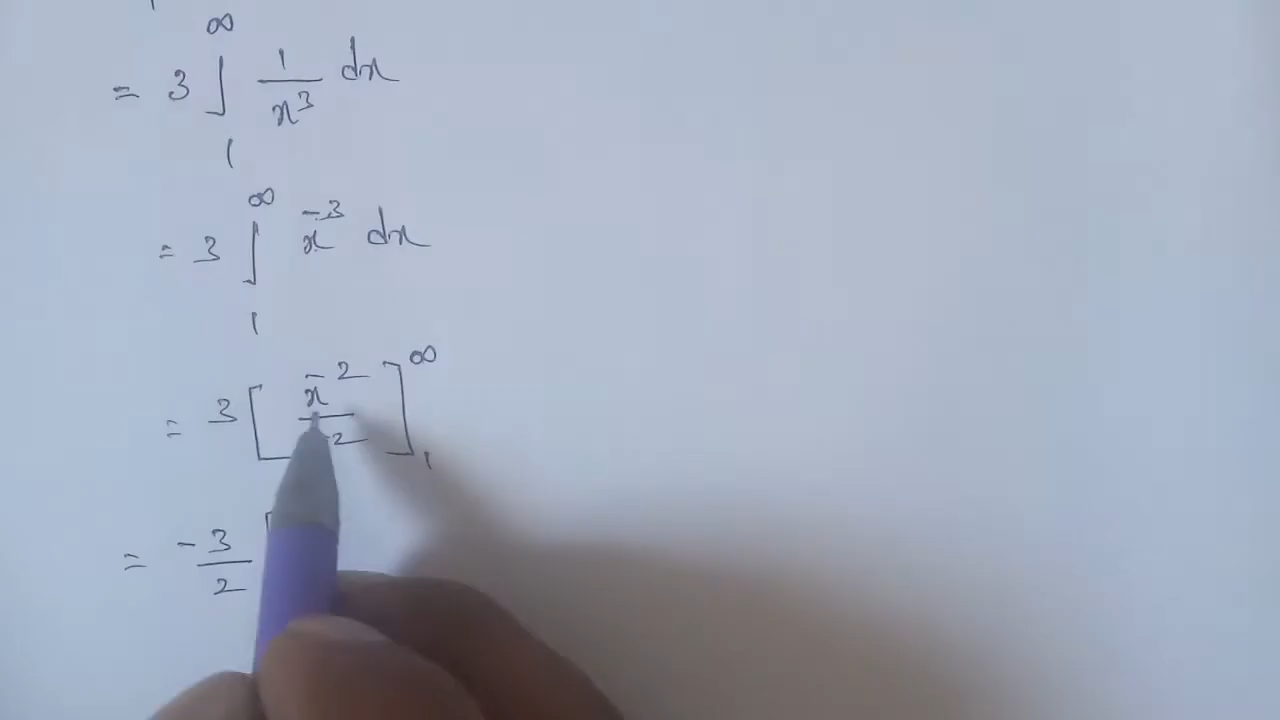 = 3 ∫₁^∞ 1/x³ dx
= 3 ∫₁^∞ x⁻³ dx
= 3 [x⁻²/-2]₁^∞
= -3/2 [